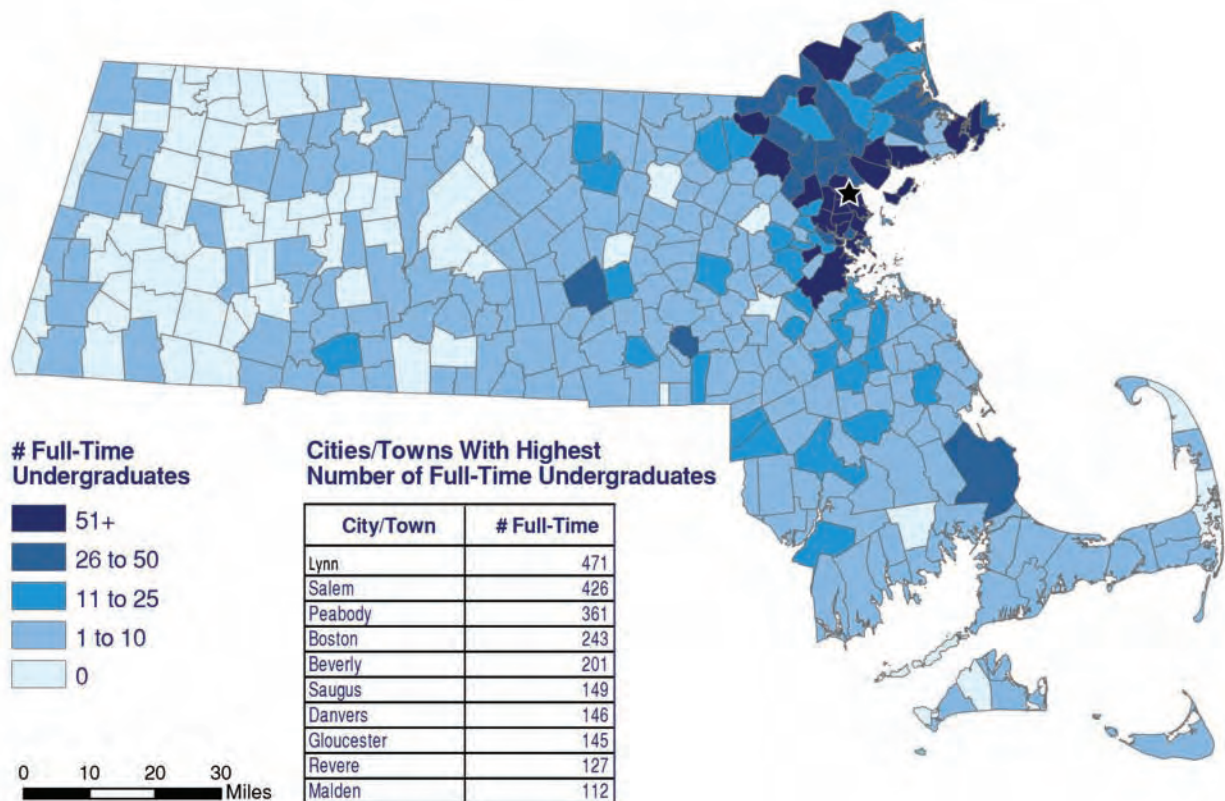 # Full-Time
Undergraduates
51+
26 to 50
11 to 25
1 to 10
0
0 10 20 30
Miles
Cities/Towns With Highest
Number of Full-Time Undergraduates
City/Town # Full-Time
Lynn 471
Salem 426
Peabody 361
Boston 243
Beverly 201
Saugus 149
Danvers 146
Gloucester 145
Revere 127
Malden 112